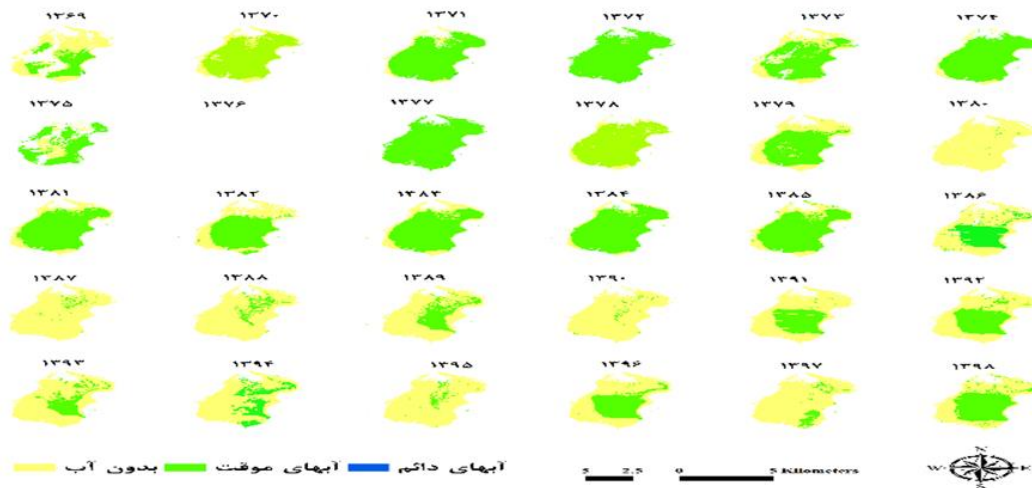 ۱۳۶۹ ۱۳۷۰ ۱۳۷۱ ۱۳۷۲ ۱۳۷۳ ۱۳۷۴
۱۳۷۵ ۱۳۷۶ ۱۳۷۷ ۱۳۷۸ ۱۳۷۹ ۱۳۸۰
۱۳۸۱ ۱۳۸۲ ۱۳۸۳ ۱۳۸۴ ۱۳۸۵ ۱۳۸۶
۱۳۸۷ ۱۳۸۸ ۱۳۸۹ ۱۳۹۰ ۱۳۹۱ ۱۳۹۲
۱۳۹۳ ۱۳۹۴ ۱۳۹۵ ۱۳۹۶ ۱۳۹۷ ۱۳۹۸
آبهای دائم آبهای موقت بدون آب
5 2.5 0 5 Kilometers
N
W E
S